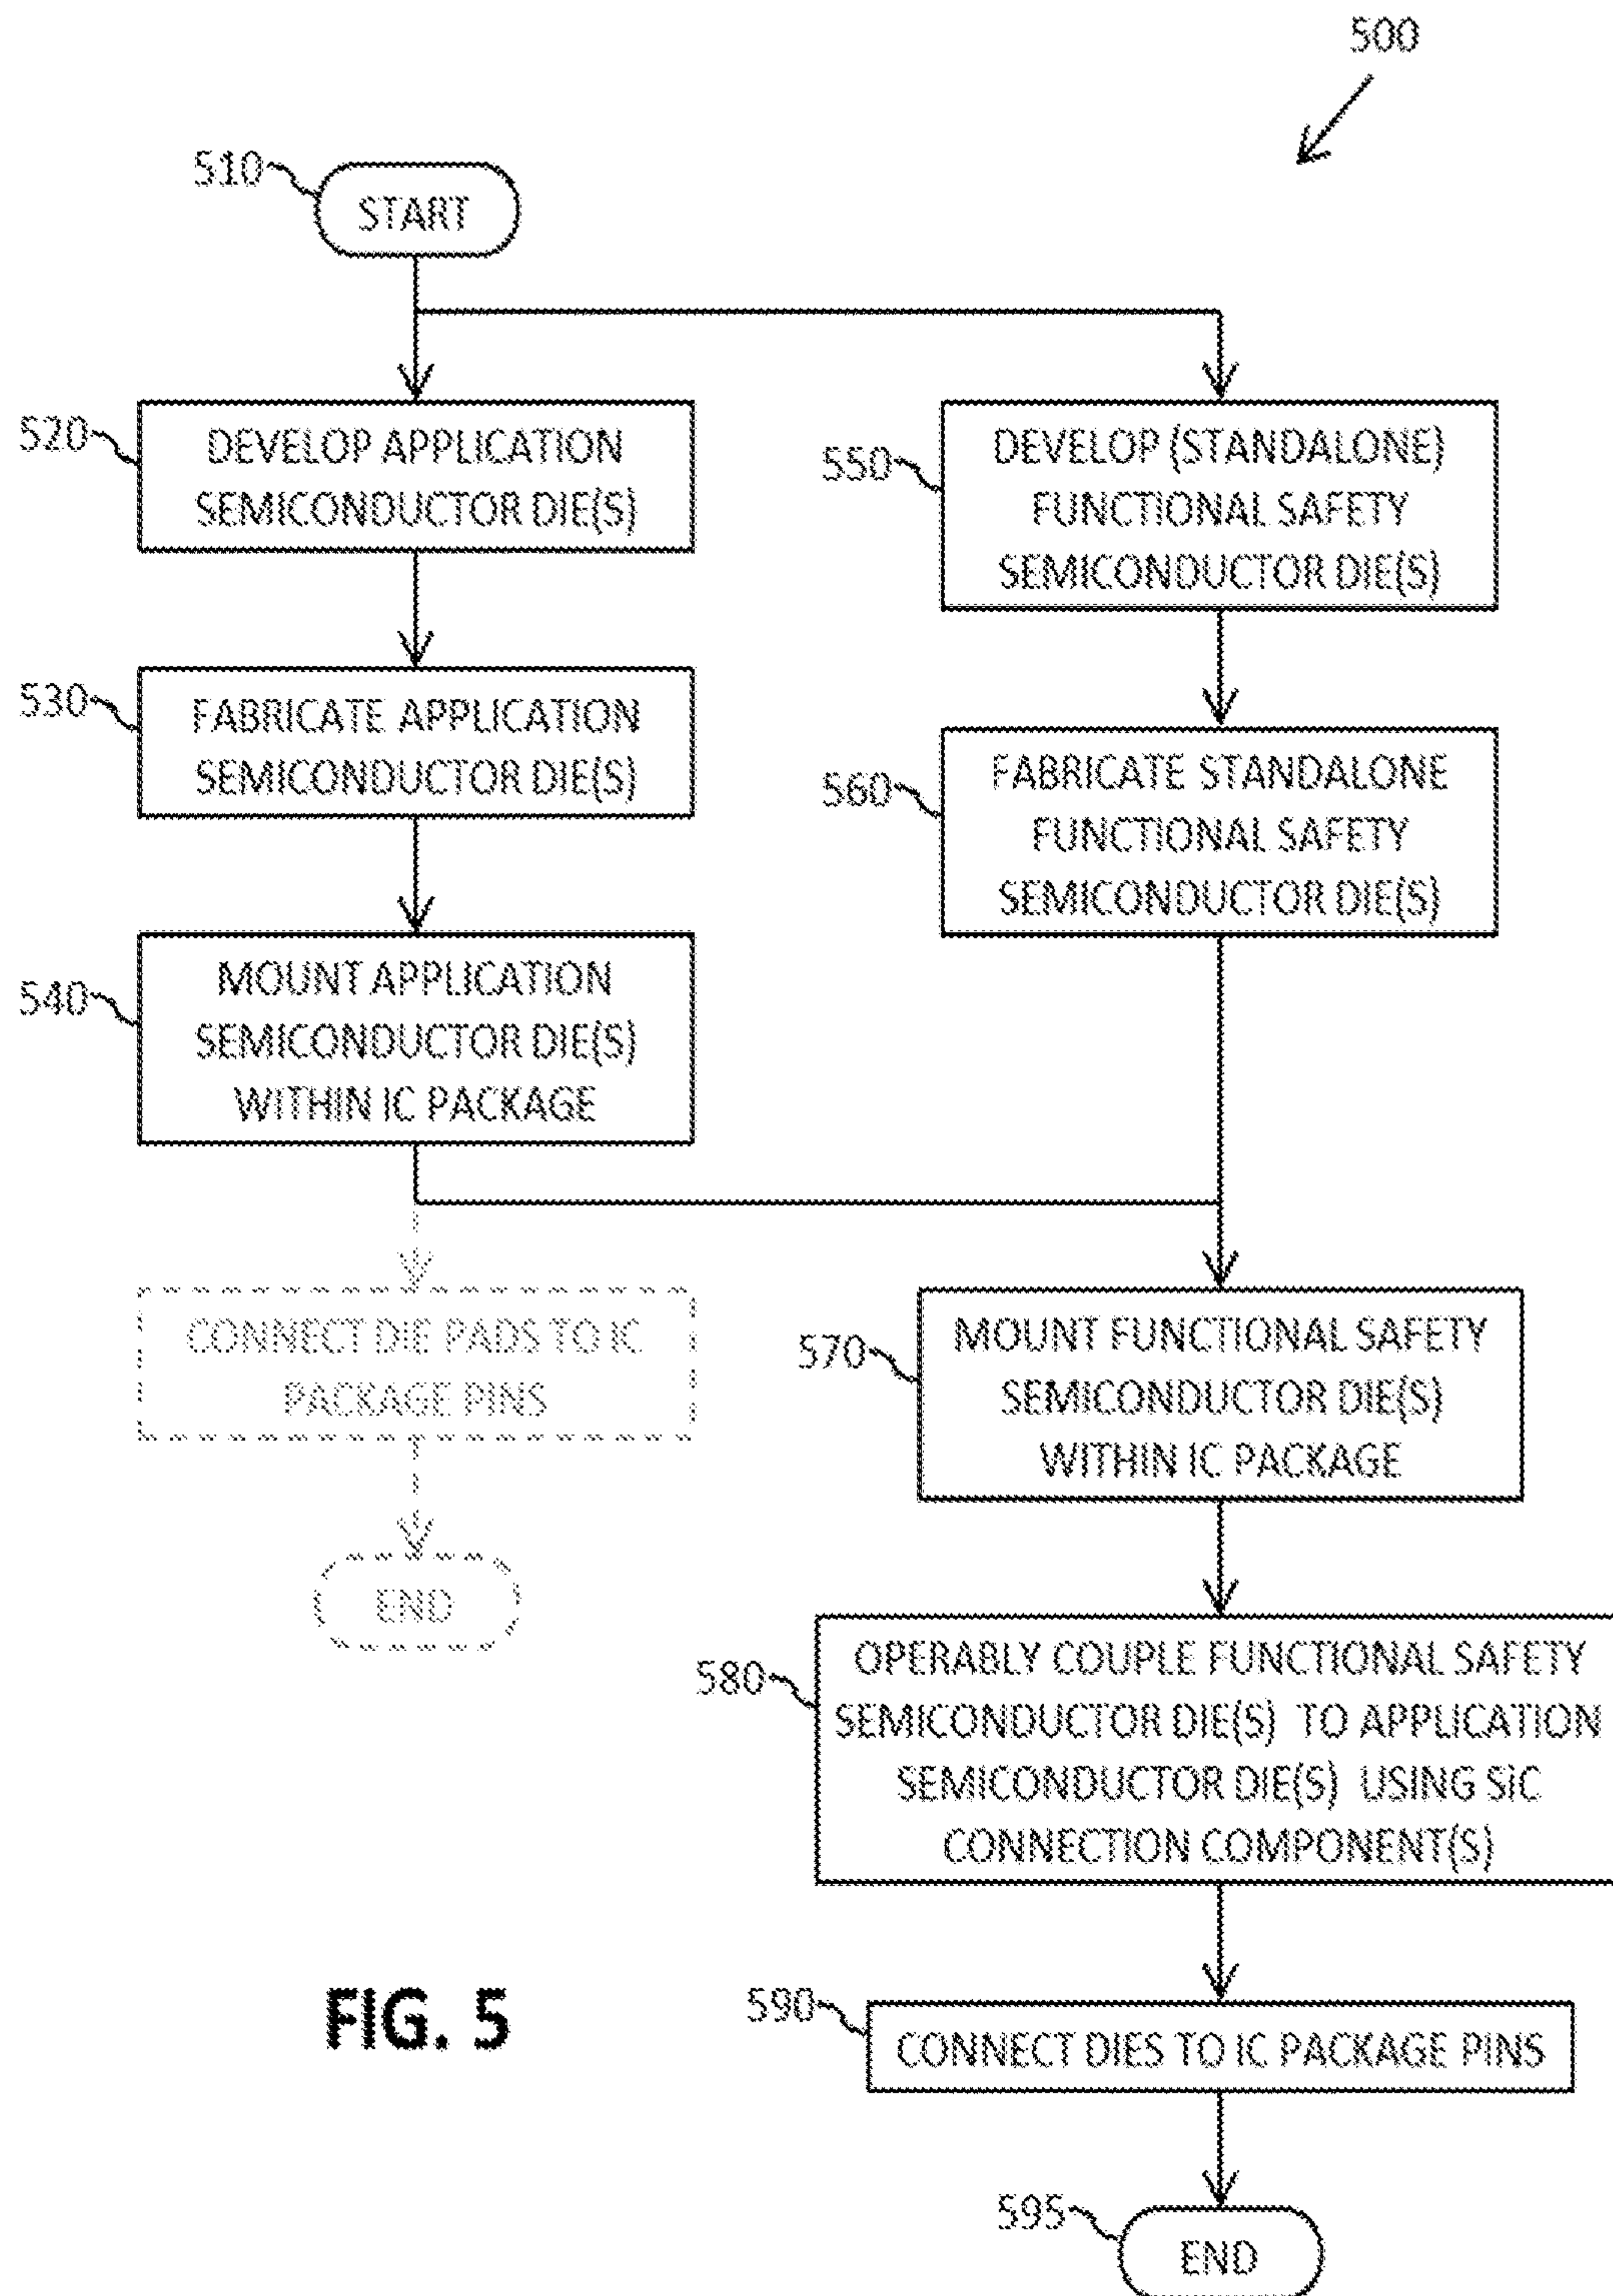 500
510
START
520
DEVELOP APPLICATION
SEMICONDUCTOR DIE(S)
550
DEVELOP (STANDALONE)
FUNCTIONAL SAFETY
SEMICONDUCTOR DIE(S)
530
FABRICATE APPLICATION
SEMICONDUCTOR DIE(S)
560
FABRICATE STANDALONE
FUNCTIONAL SAFETY
SEMICONDUCTOR DIE(S)
540
MOUNT APPLICATION
SEMICONDUCTOR DIE(S)
WITHIN IC PACKAGE
CONNECT DIE PADS TO IC
PACKAGE PINS
END
570
MOUNT FUNCTIONAL SAFETY
SEMICONDUCTOR DIE(S)
WITHIN IC PACKAGE
580
OPERABLY COUPLE FUNCTIONAL SAFETY
SEMICONDUCTOR DIE(S) TO APPLICATION
SEMICONDUCTOR DIE(S) USING SiC
CONNECTION COMPONENT(S)
590
CONNECT DIES TO IC PACKAGE PINS
595
END
FIG. 5